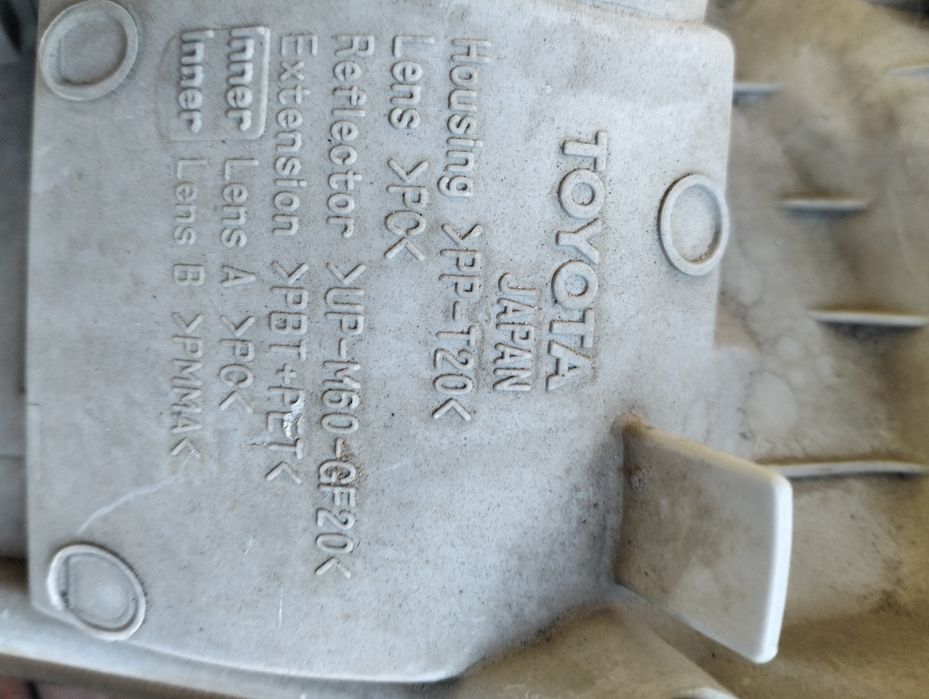 TOYOTA
JAPAN
Housing >PP-T20<
Lens >PC<
Reflector >UP-M60-GF20<
Extension >PBT+PET<
inner Lens A >PC<
inner Lens B >PMMA<